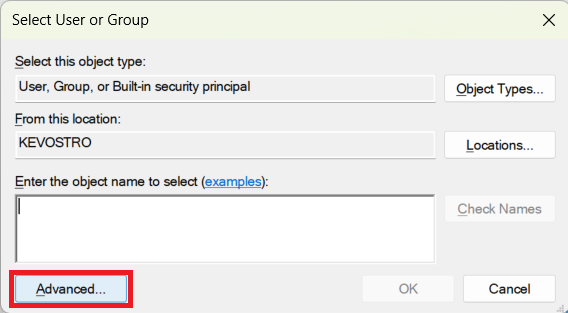 Select User or Group
Select this object type:
User, Group, or Built-in security principal
Object Types...
From this location:
KEVOSTRO
Locations...
Enter the object name to select (examples):
Check Names
Advanced...
OK
Cancel